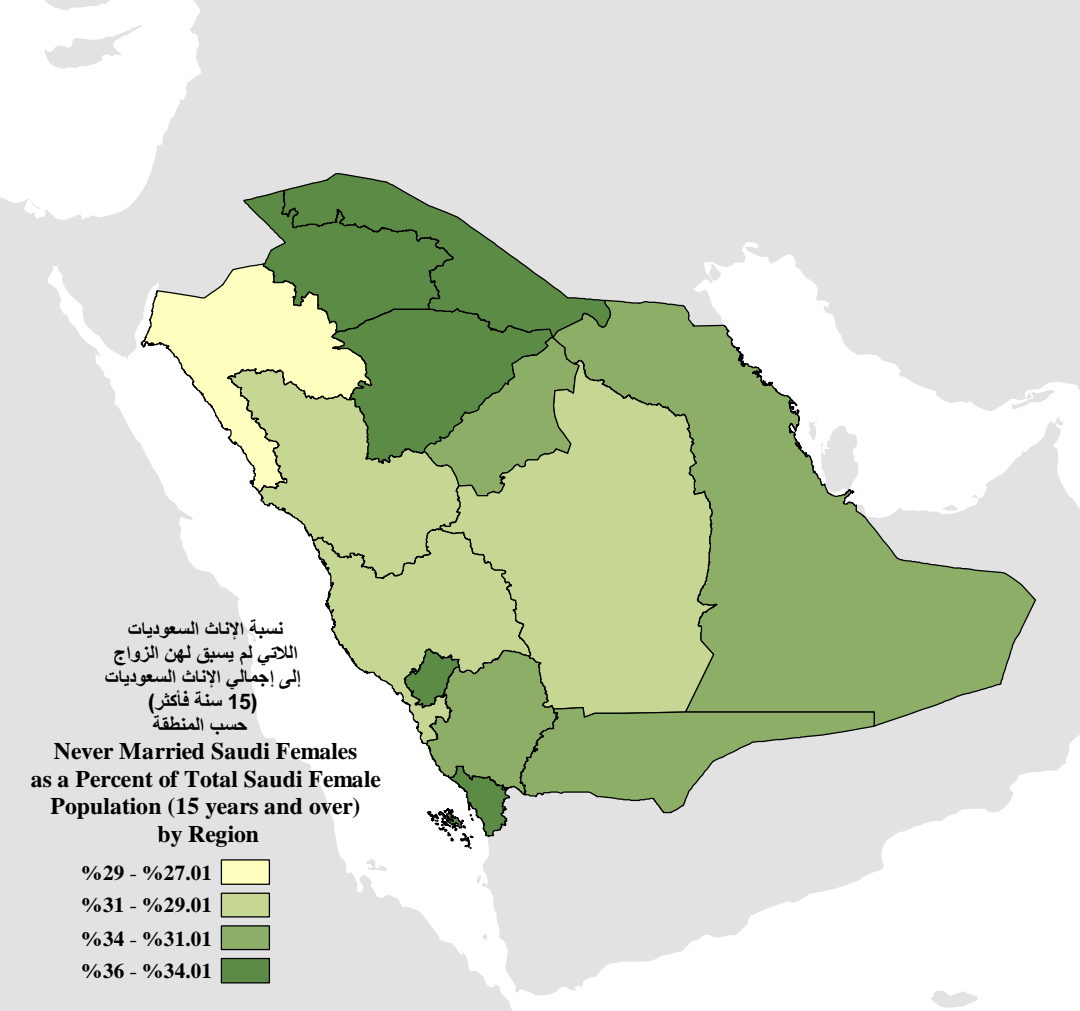 نسبة الإناث السعوديات
اللاتي لم يسبق لهن الزواج
إلى إجمالي الإناث السعوديات
(15 سنة فأكثر)
حسب المنطقة
Never Married Saudi Females
as a Percent of Total Saudi Female
Population (15 years and over)
by Region
%29 - %27.01
%31 - %29.01
%34 - %31.01
%36 - %34.01